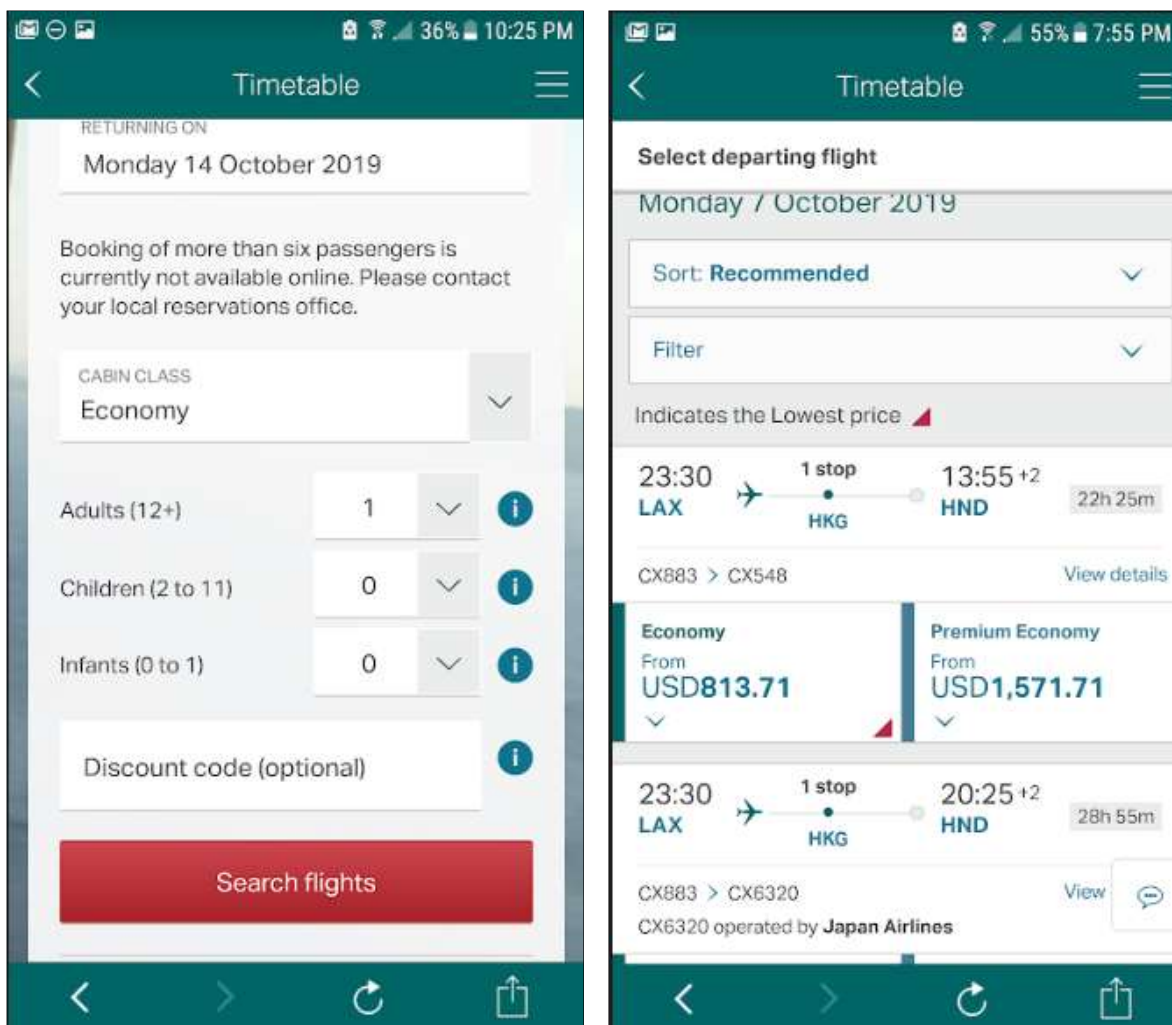 36% 10:25 PM
Timetable
RETURNING ON
Monday 14 October 2019
Booking of more than six passengers is
currently not available online. Please contact
your local reservations office.
CABIN CLASS
Economy
Adults (12+) 1
Children (2 to 11) 0
Infants (0 to 1) 0
Discount code (optional)
Search flights
55% 7:55 PM
Timetable
Select departing flight
Monday 7 October 2019
Sort: Recommended
Filter
Indicates the Lowest price
23:30 1 stop 13:55 +2 22h 25m
LAX HKG HND
CX883 > CX548 View details
Economy Premium Economy
From From
USD813.71 USD1,571.71
23:30 1 stop 20:25 +2 28h 55m
LAX HKG HND
CX883 > CX6320 View
CX6320 operated by Japan Airlines